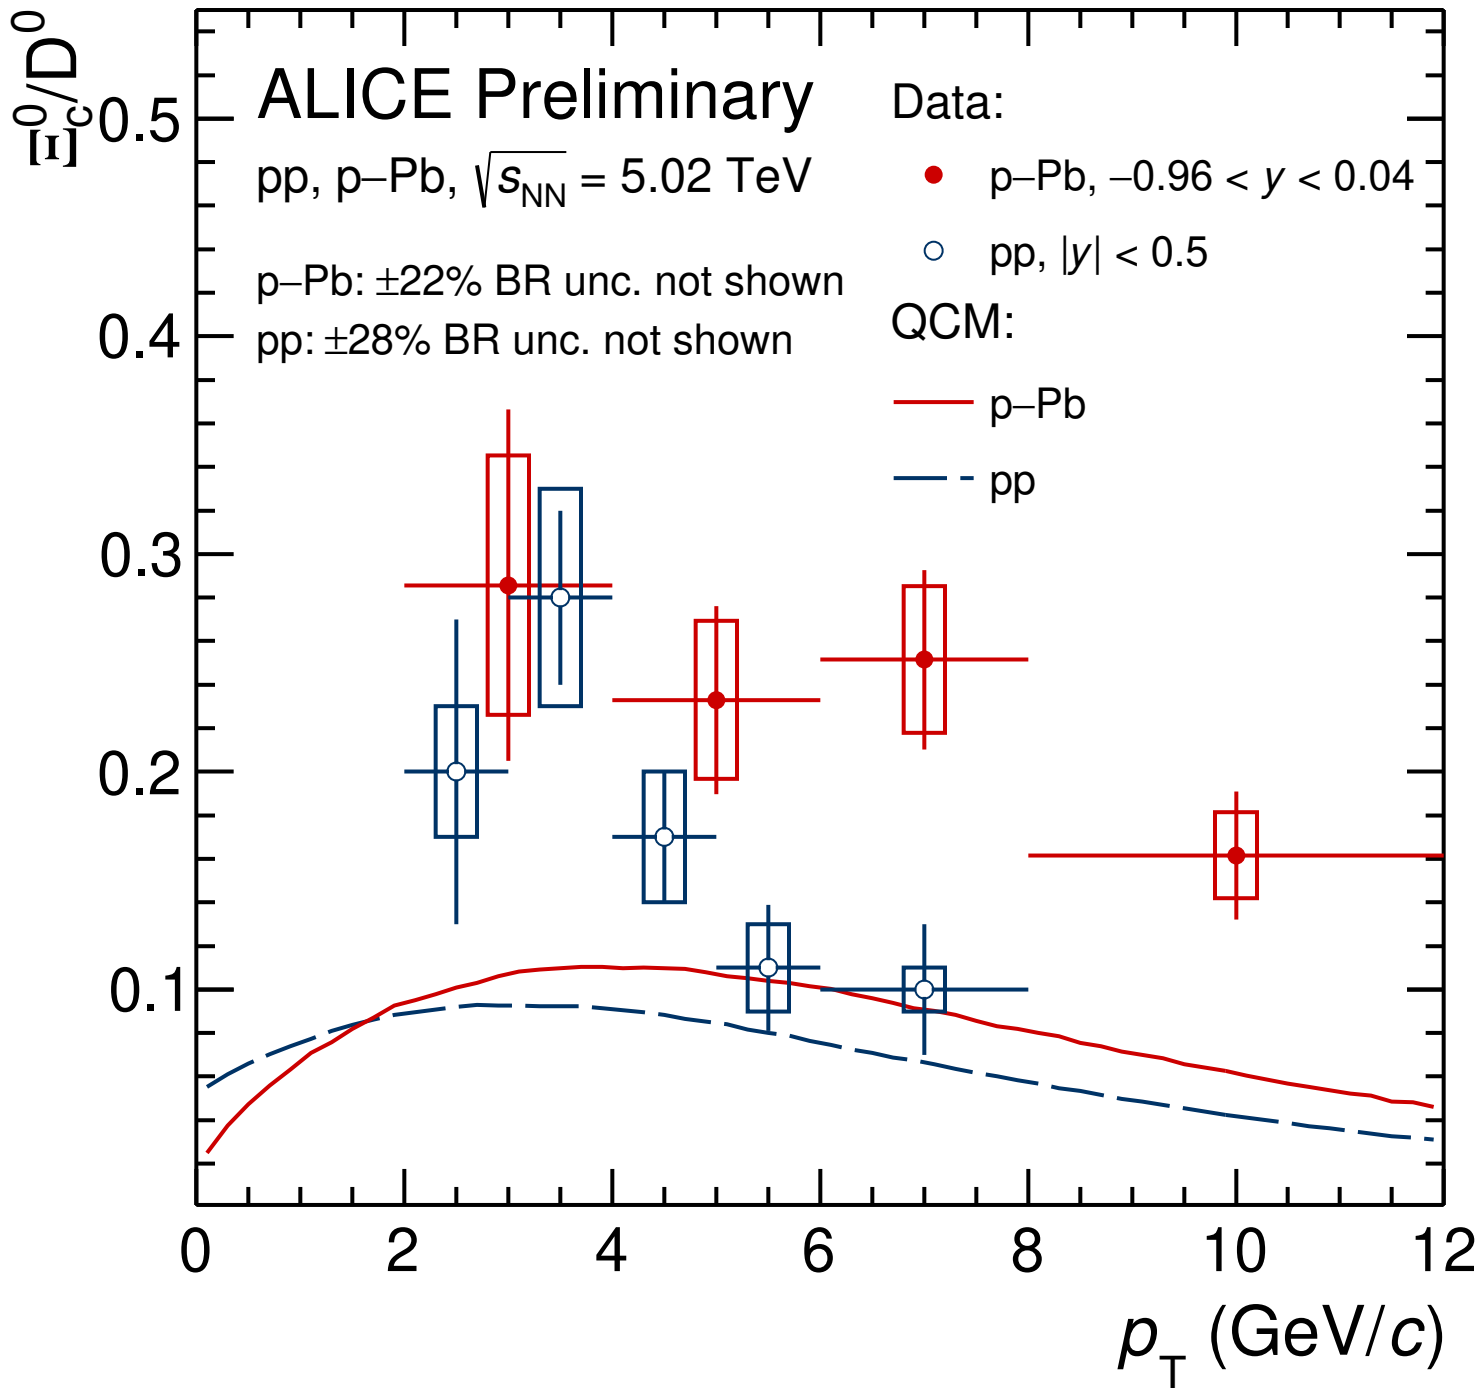 Ξc0/D0
ALICE Preliminary
pp, p–Pb, √sNN = 5.02 TeV
p–Pb: ±22% BR unc. not shown
pp: ±28% BR unc. not shown
Data:
p–Pb, –0.96 < y < 0.04
pp, |y| < 0.5
QCM:
p–Pb
pp
0.5
0.4
0.3
0.2
0.1
0 2 4 6 8 10 12
pT (GeV/c)